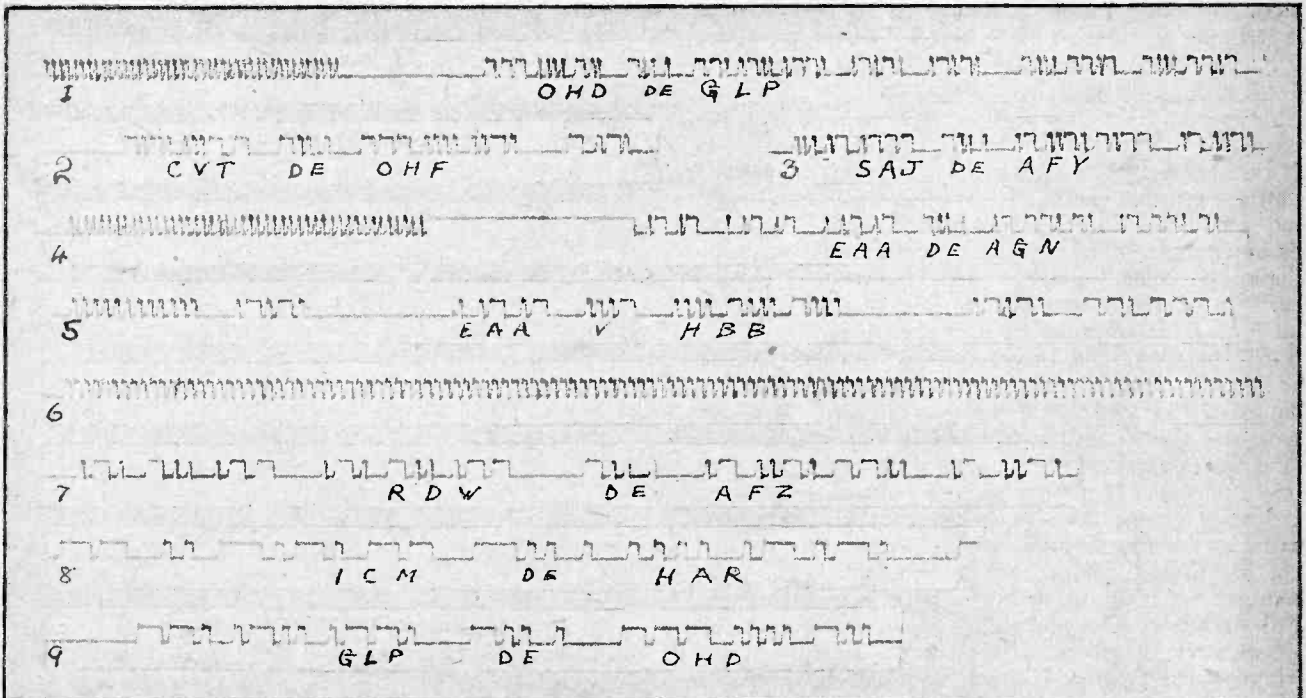 1 OHD DE GLP
2 CVT DE OHF 3 SAJ DE AFY
4 EAA DE AGN
5 EAA V HBB
6
7 RDW DE AFZ
8 ICM DE HAR
9 GLP DE OHD